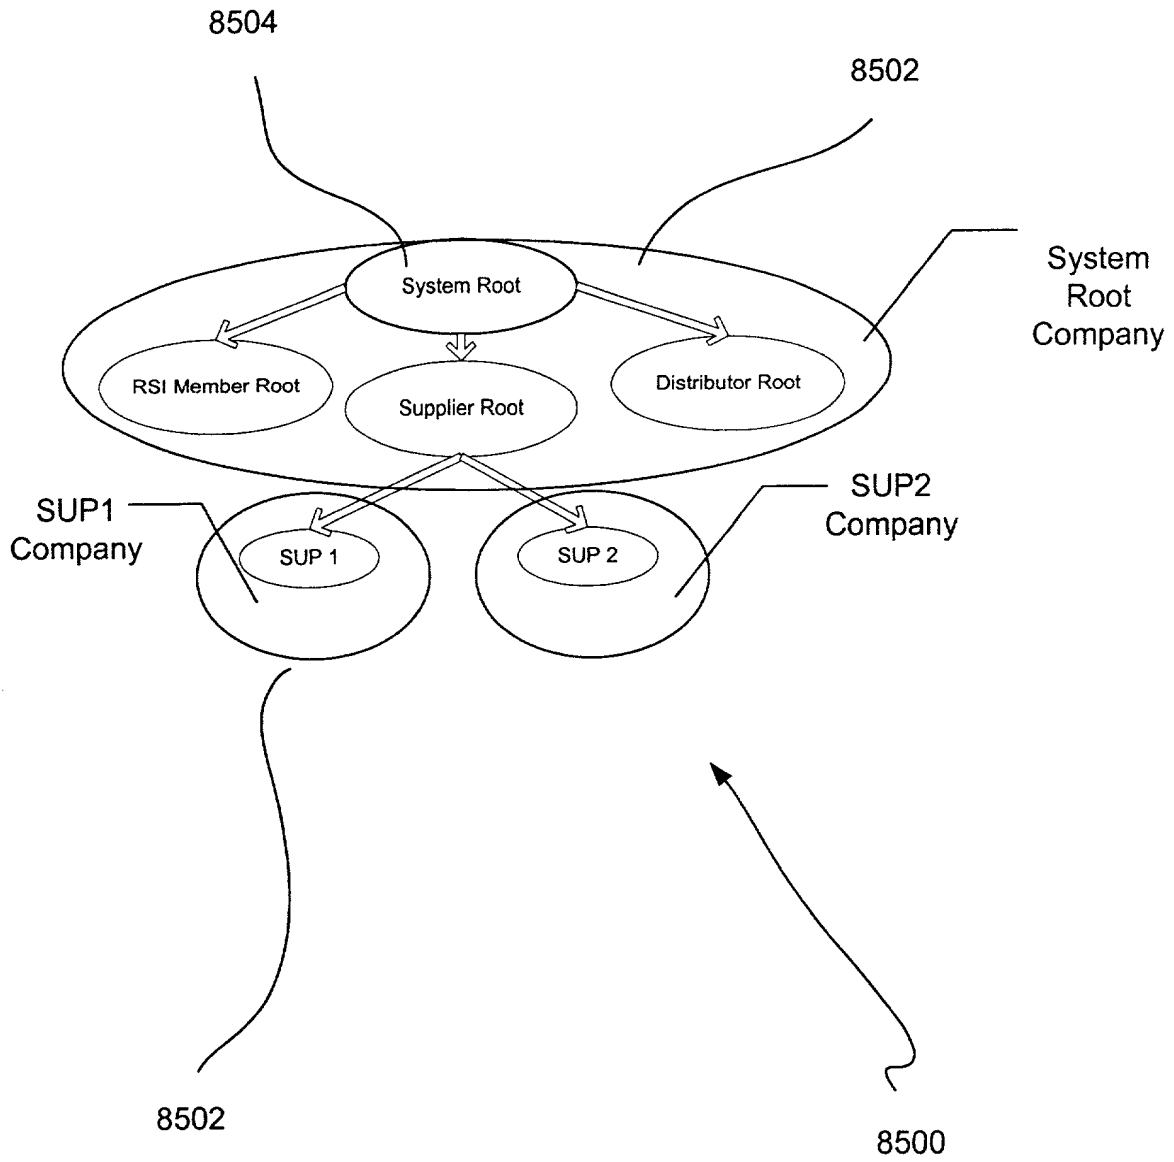 8504
8502
System
Root
Company
System Root
RSI Member Root
Supplier Root
Distributor Root
SUP1
Company
SUP2
Company
SUP 1
SUP 2
8502
8500